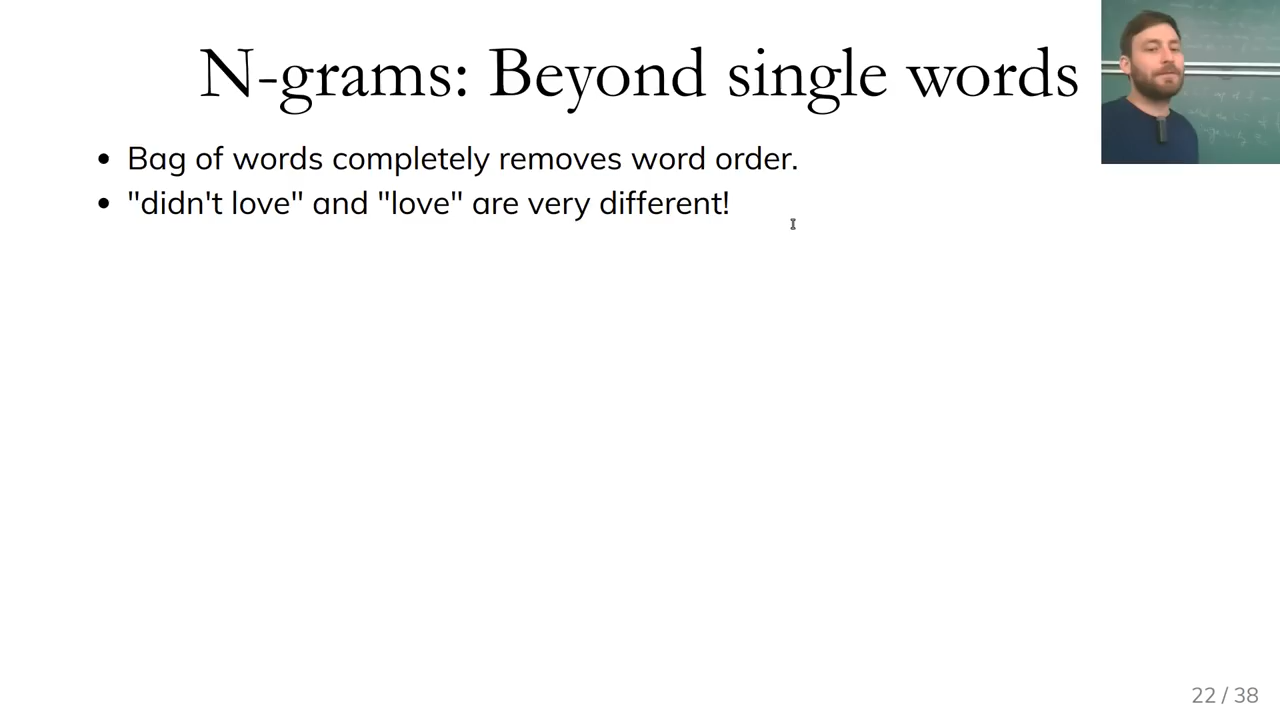 N-grams: Beyond single words
• Bag of words completely removes word order.
• "didn't love" and "love" are very different!
22 / 38